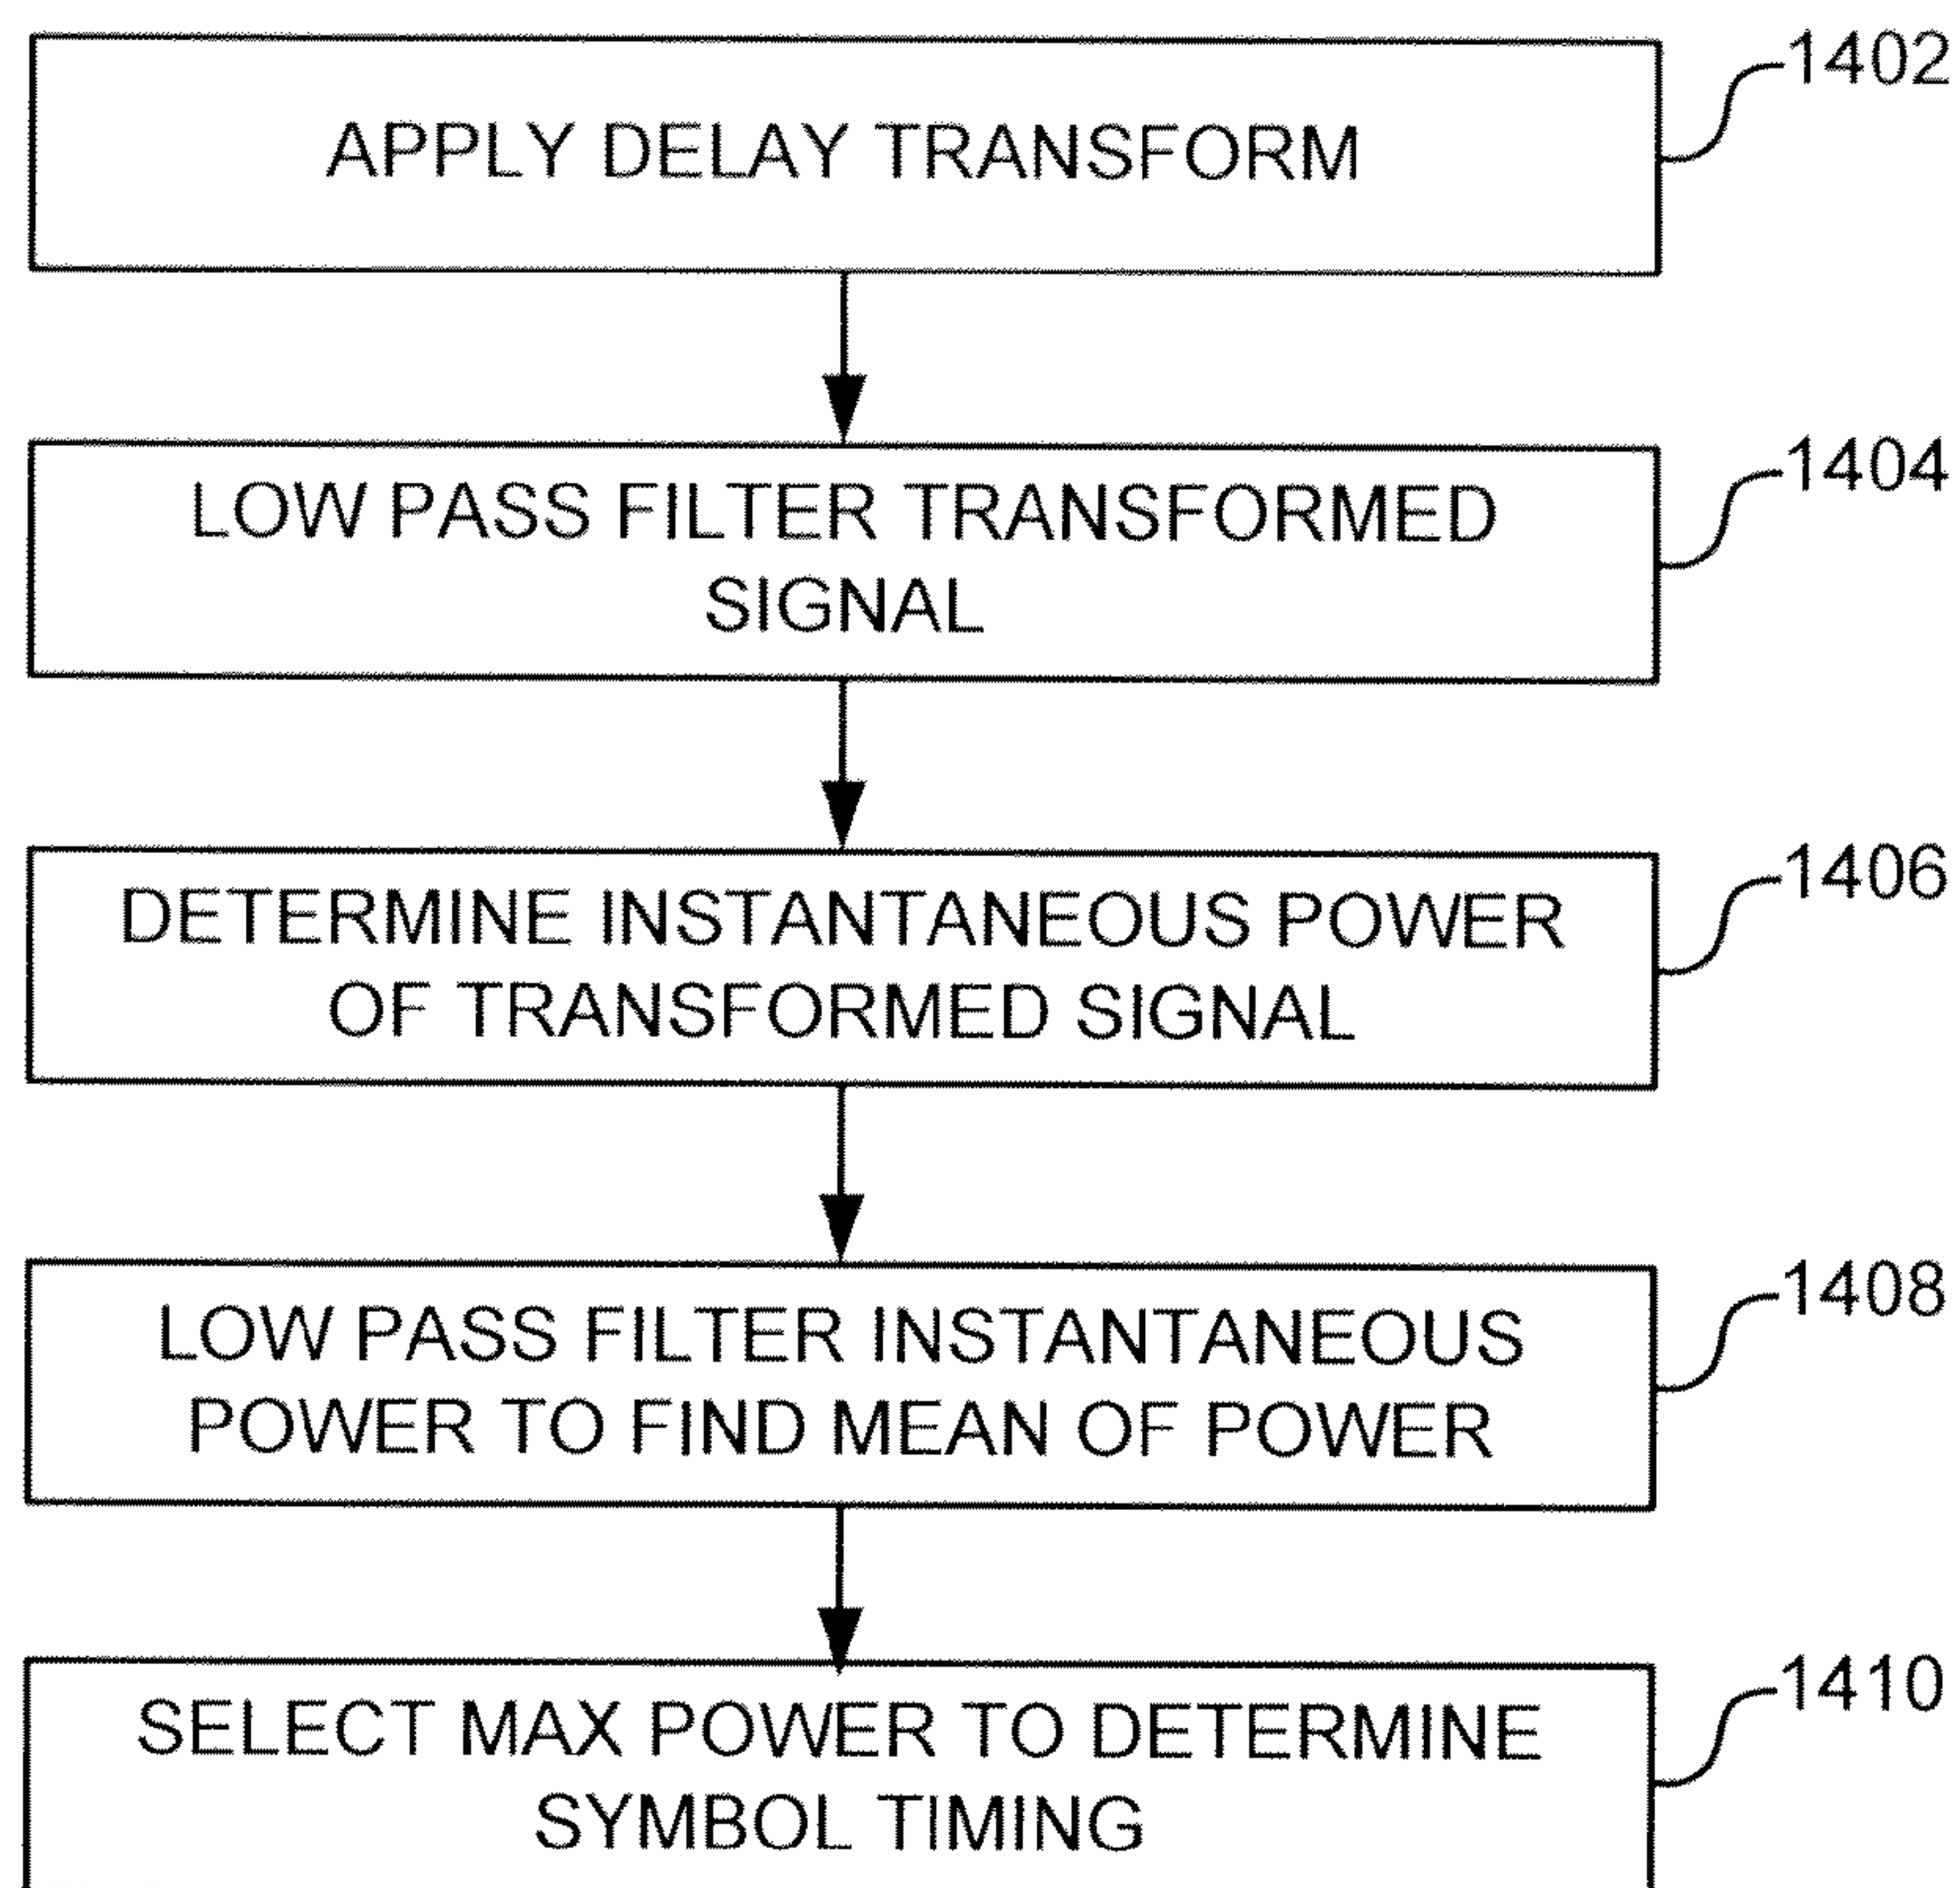 1402
APPLY DELAY TRANSFORM
1404
LOW PASS FILTER TRANSFORMED
SIGNAL
1406
DETERMINE INSTANTANEOUS POWER
OF TRANSFORMED SIGNAL
1408
LOW PASS FILTER INSTANTANEOUS
POWER TO FIND MEAN OF POWER
1410
SELECT MAX POWER TO DETERMINE
SYMBOL TIMING